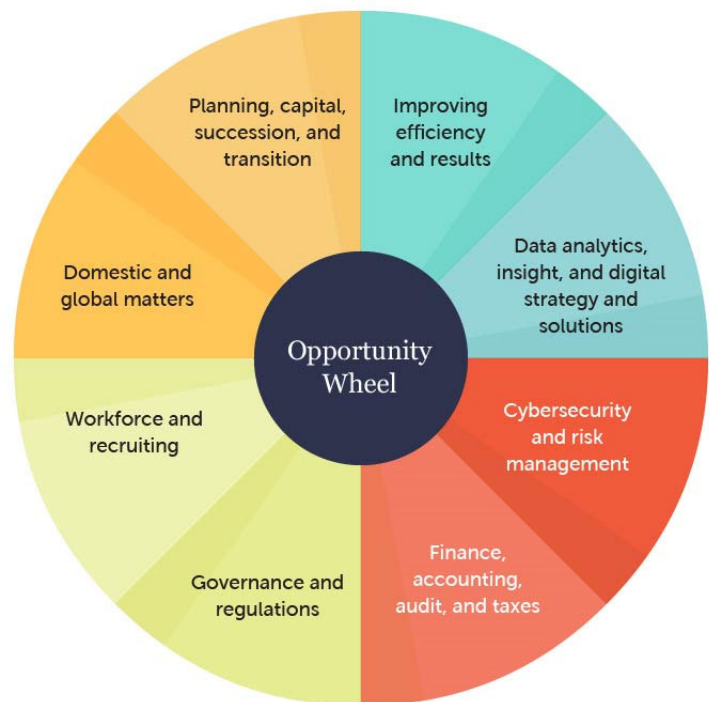 Planning, capital,
succession, and
transition
Improving
efficiency
and results
Data analytics,
insight, and digital
strategy and
solutions
Cybersecurity
and risk
management
Finance,
accounting,
audit, and taxes
Governance and
regulations
Workforce and
recruiting
Domestic and
global matters
Opportunity
Wheel